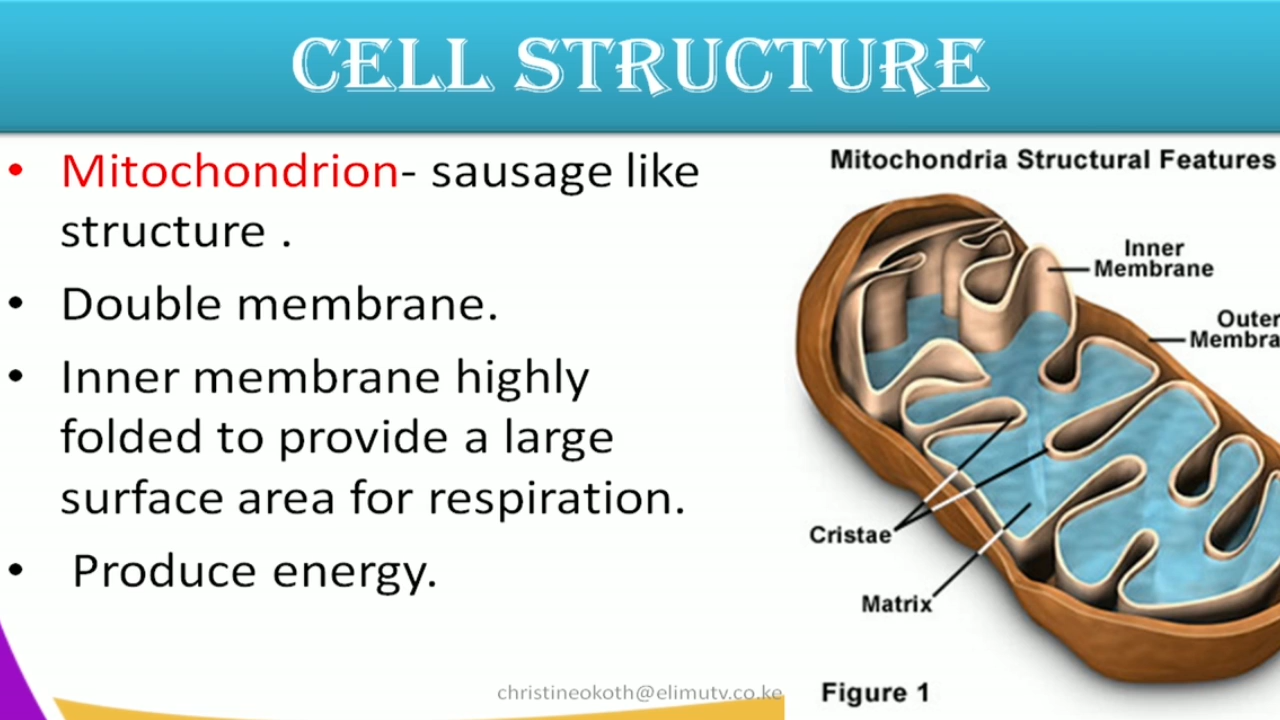 CELL STRUCTURE
• Mitochondrion- sausage like
structure .
• Double membrane.
• Inner membrane highly
folded to provide a large
surface area for respiration.
• Produce energy.
Mitochondria Structural Features
Inner
Membrane
Outer
Membra
Cristae
Matrix
Figure 1
christineokoth@elimutv.co.ke